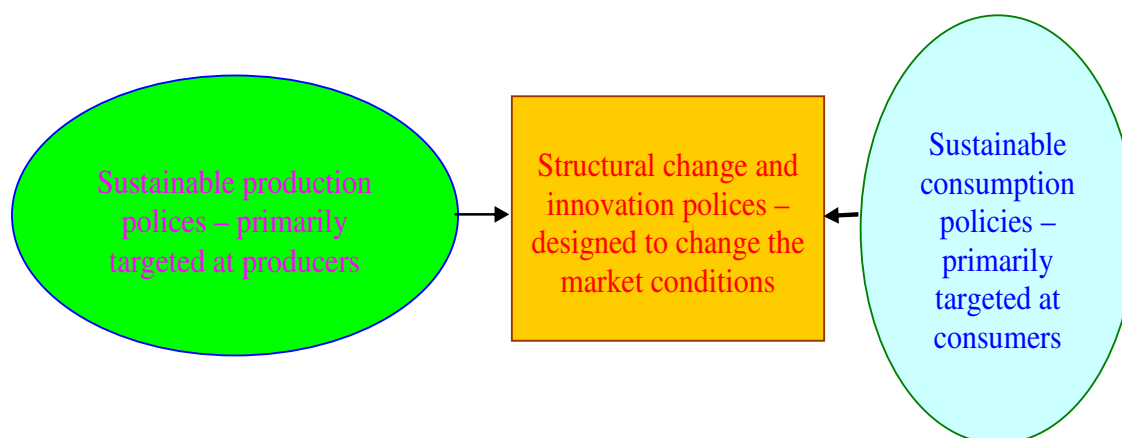 Sustainable production
polices – primarily
targeted at producers
Structural change and
innovation polices –
designed to change the
market conditions
Sustainable
consumption
policies –
primarily
targeted at
consumers